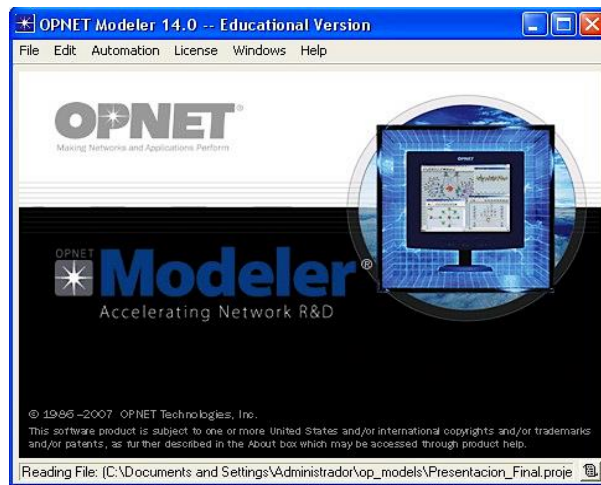 OPNET Modeler 14.0 -- Educational Version
File Edit Automation License Windows Help
OPNET®
Making Networks and Applications Perform
OPNET
OPNET
Modeler®
Accelerating Network R&D
© 1986-2007 OPNET Technologies, Inc.
This software product is subject to one or more United States and/or international copyrights and/or trademarks
and/or patents, as further described in the About box which may be accessed through product help.
Reading File: (C:\Documents and Settings\Administrador\op_models\Presentacion_Final.proje